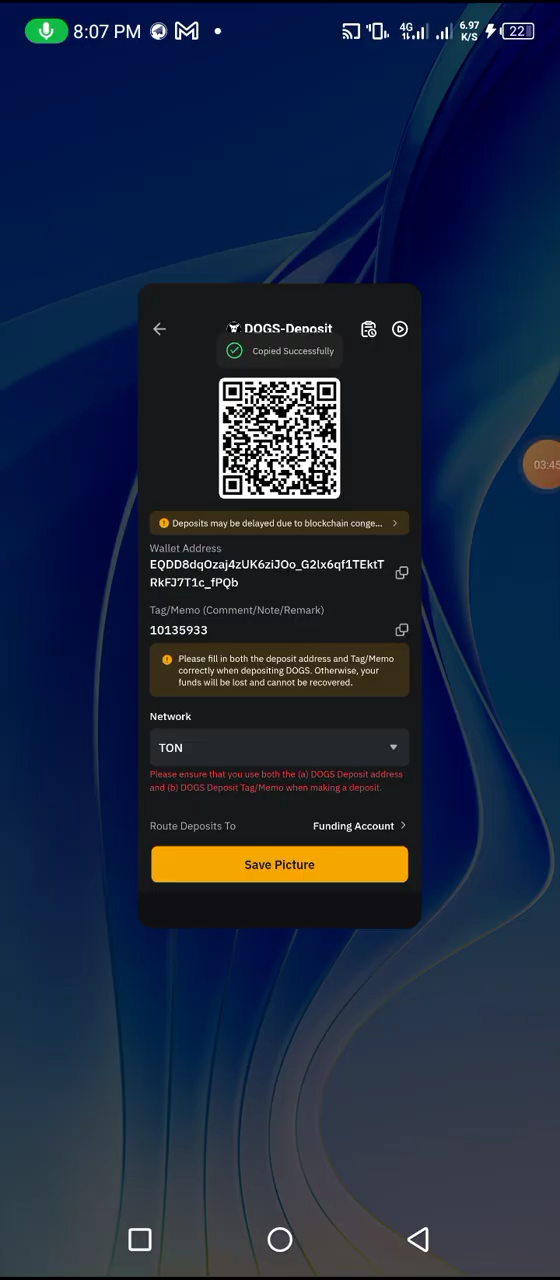 8:07 PM
4G
6.97
K/S
22
DOGS-Deposit
Copied Successfully
03:45
Deposits may be delayed due to blockchain conge...
Wallet Address
EQDD8dqOzaj4zUK6ziJOo_G2lx6qf1TEktT
RkFJ7T1c_fPQb
Tag/Memo (Comment/Note/Remark)
10135933
Please fill in both the deposit address and Tag/Memo
correctly when depositing DOGS. Otherwise, your
funds will be lost and cannot be recovered.
Network
TON
Please ensure that you use both the (a) DOGS Deposit address
and (b) DOGS Deposit Tag/Memo when making a deposit.
Route Deposits To
Funding Account
Save Picture